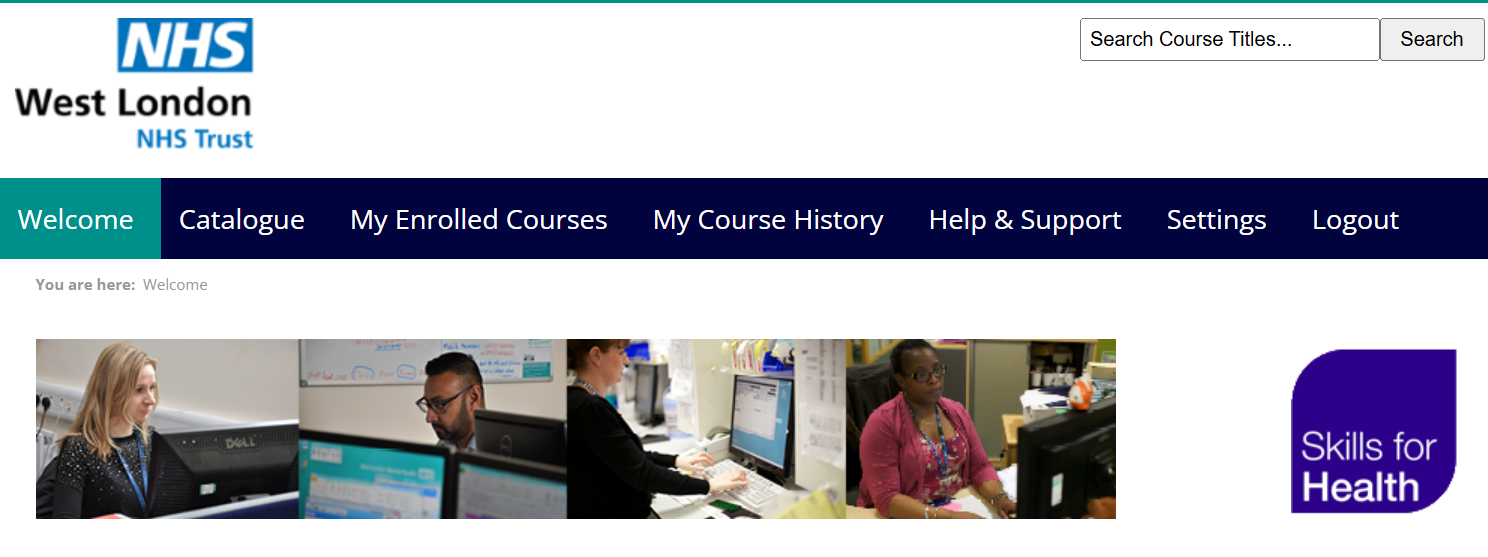 NHS
West London
NHS Trust
Search Course Titles...
Search
Welcome
Catalogue
My Enrolled Courses
My Course History
Help & Support
Settings
Logout
You are here: Welcome
DELL
Skills for
Health